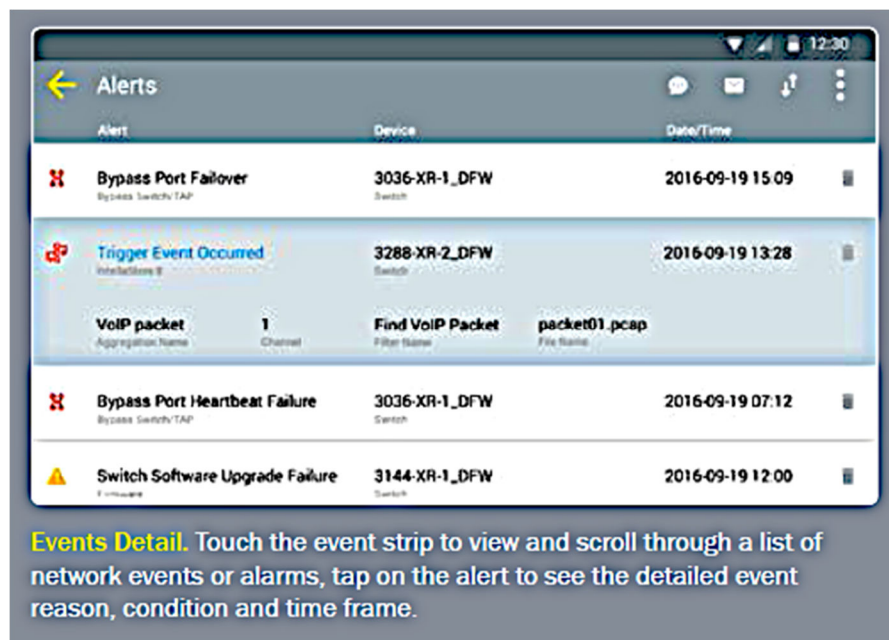 12:30
Alerts
Alert Device Date/Time
Bypass Port Failover 3036-XR-1_DFW 2016-09-19 15:09
Bypass Switch/TAP Switch
Trigger Event Occurred 3288-XR-2_DFW 2016-09-19 13:28
Switch
VoIP packet 1 Find VoIP Packet packet01.pcap
Aggregation Name Channel Filter Name File Name
Bypass Port Heartbeat Failure 3036-XR-1_DFW 2016-09-19 07:12
Bypass Switch/TAP Switch
Switch Software Upgrade Failure 3144-XR-1_DFW 2016-09-19 12:00
Firmware Switch
Events Detail. Touch the event strip to view and scroll through a list of
network events or alarms, tap on the alert to see the detailed event
reason, condition and time frame.